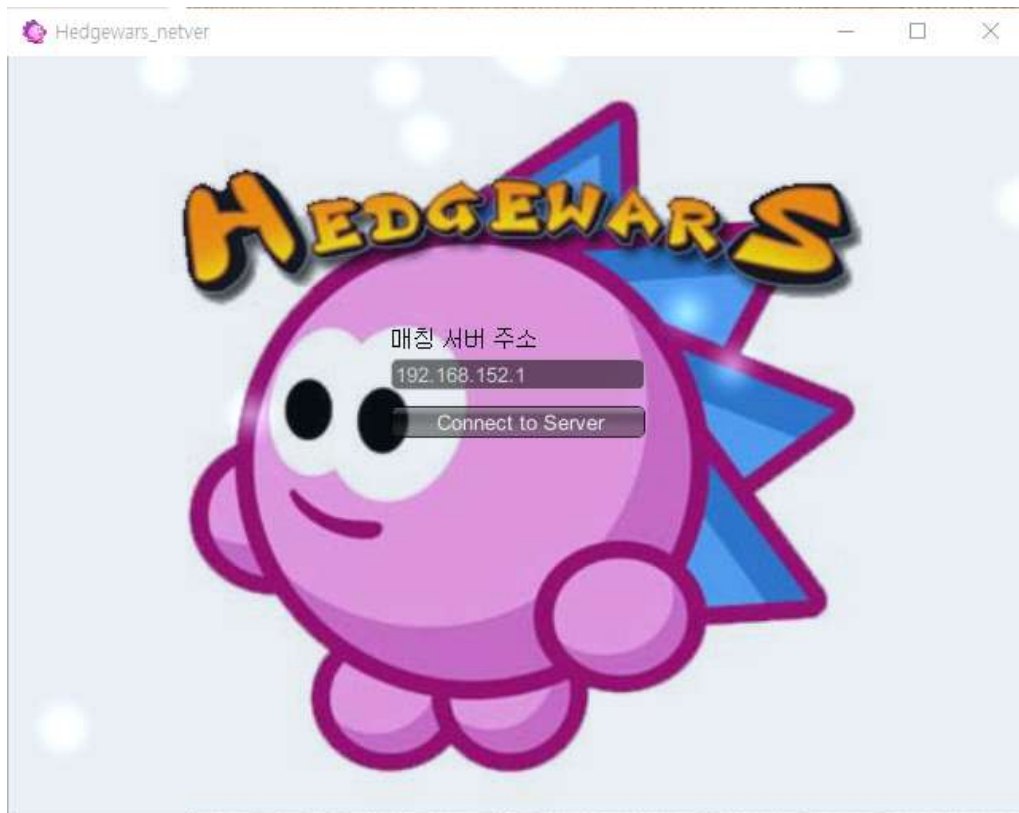 Hedgewars_netver
HEDGEWARS
매칭 서버 주소
192.168.152.1
Connect to Server